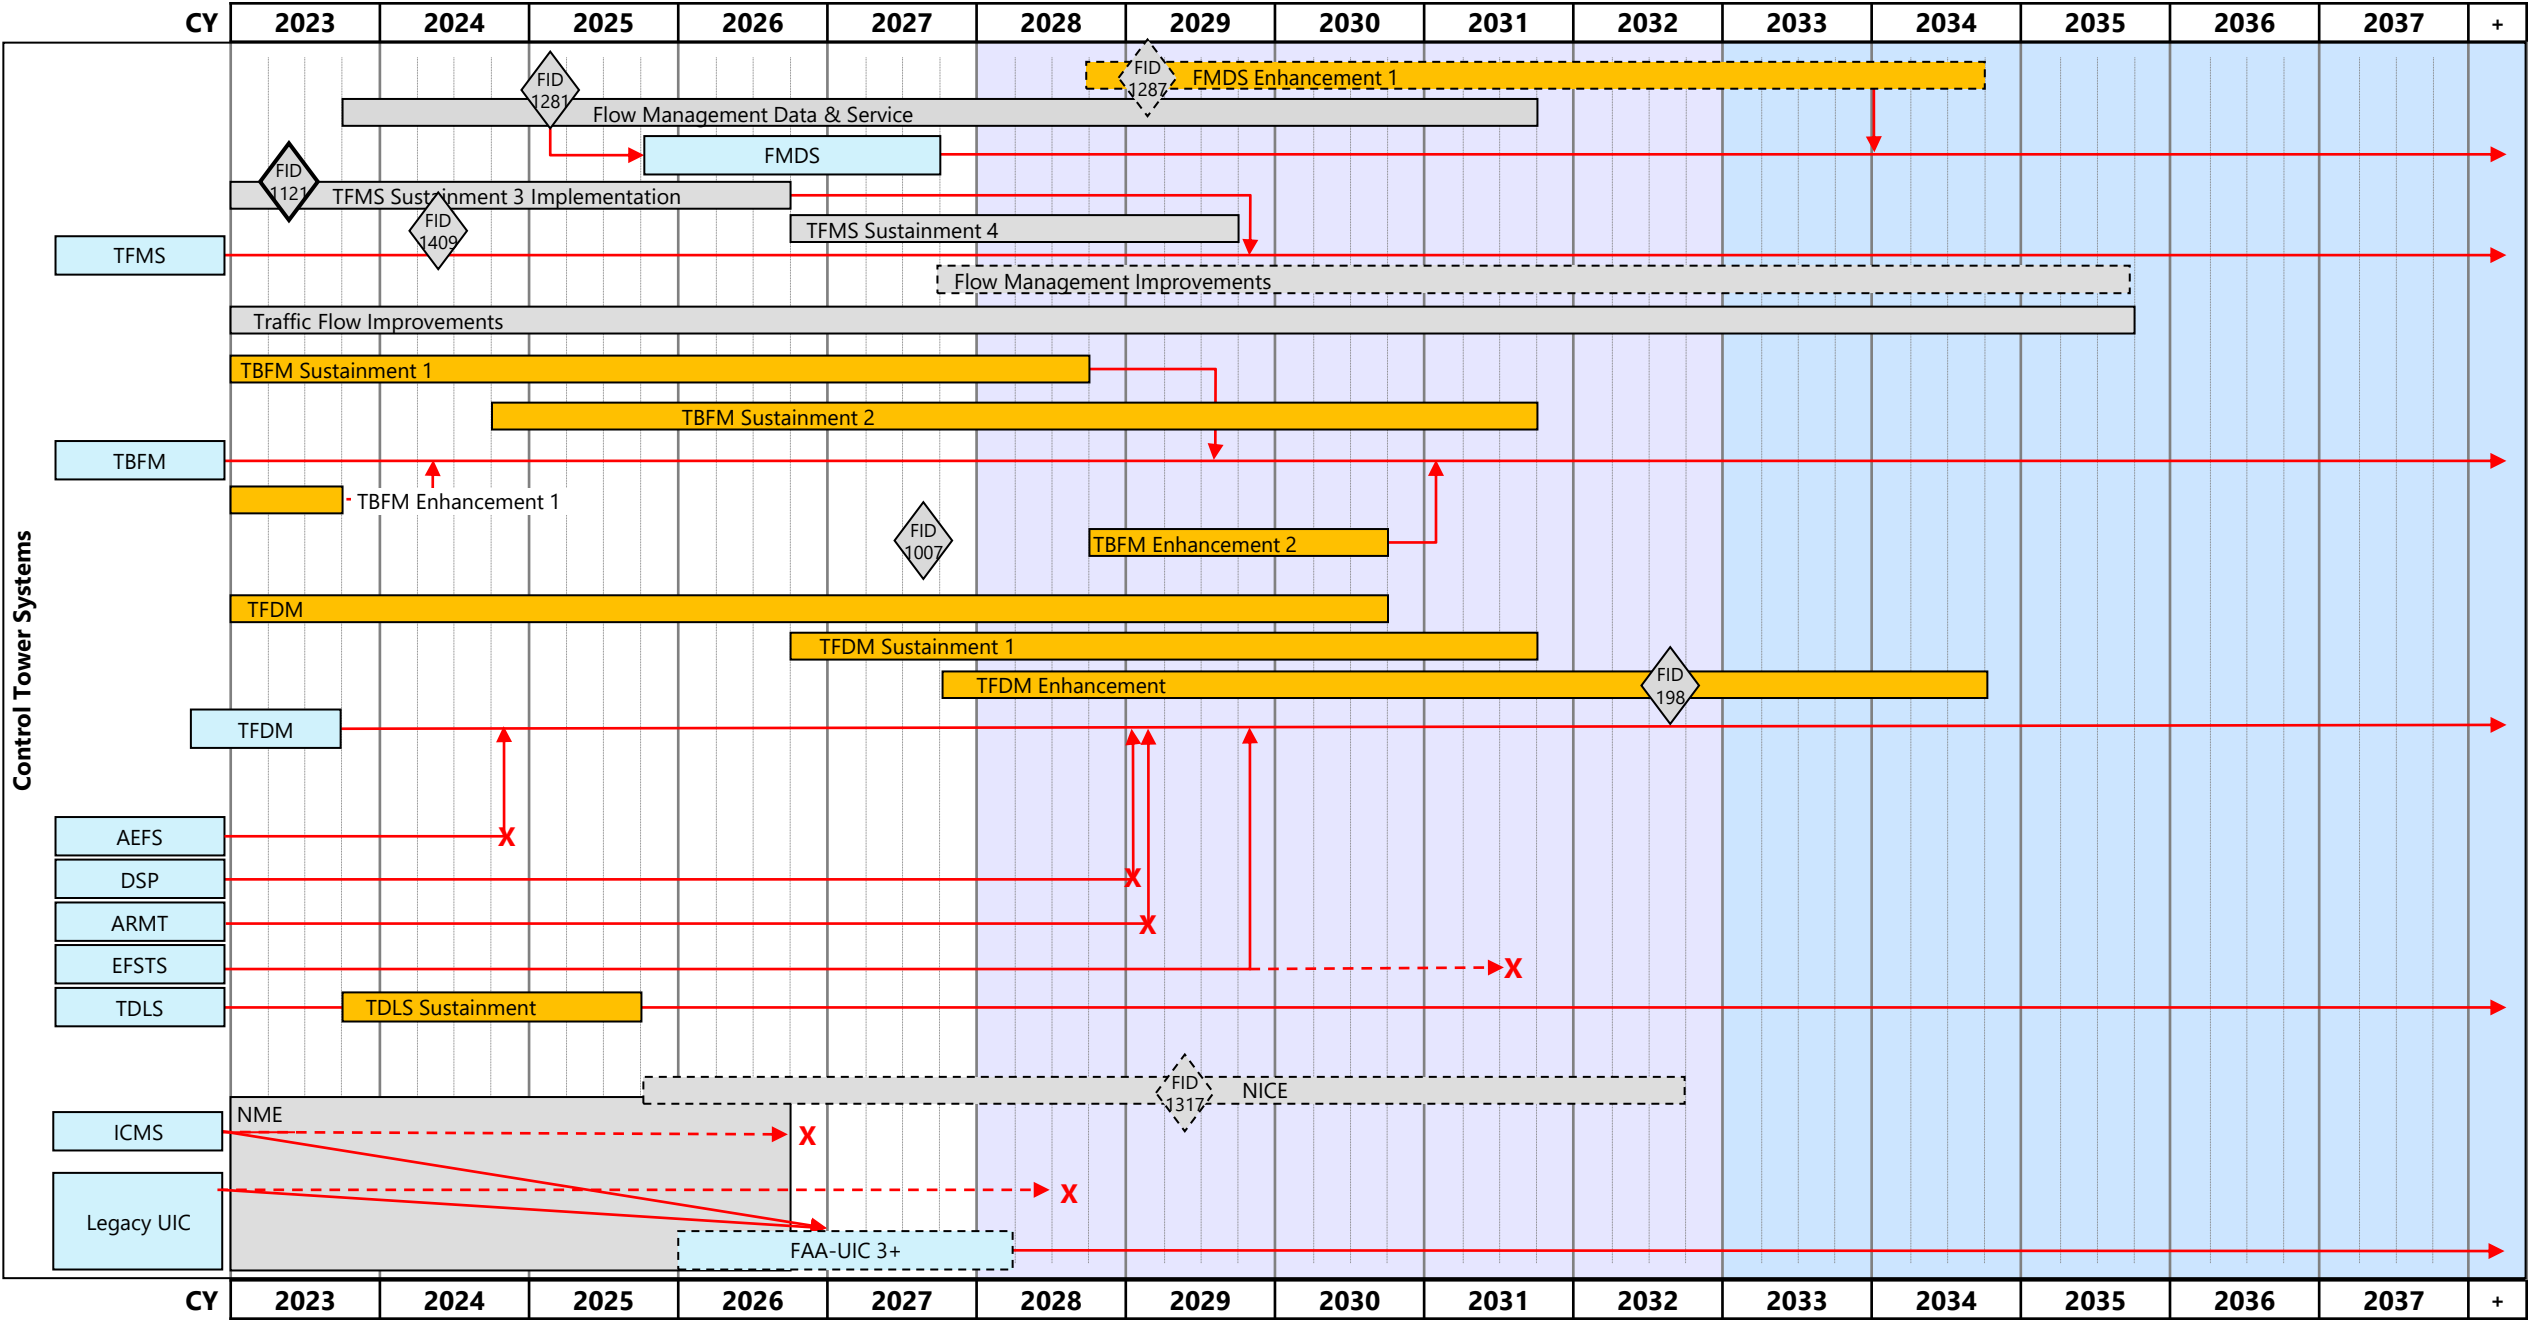 CY 2023 2024 2025 2026 2027 2028 2029 2030 2031 2032 2033 2034 2035 2036 2037 +
Control Tower Systems
FID
1287
FMDS Enhancement 1
FID
1281
Flow Management Data & Service
FMDS
FID
1121
TFMS Sustainment 3 Implementation
FID
1409
TFMS Sustainment 4
TFMS
Flow Management Improvements
Traffic Flow Improvements
TBFM Sustainment 1
TBFM Sustainment 2
TBFM
TBFM Enhancement 1
FID
1007
TBFM Enhancement 2
TFDM
TFDM Sustainment 1
TFDM Enhancement
FID
198
TFDM
AEFS
X
DSP
X
ARMT
X
EFSTS
X
TDLS
TDLS Sustainment
FID
1317
NICE
NME
ICMS
X
Legacy UIC
X
FAA-UIC 3+
CY 2023 2024 2025 2026 2027 2028 2029 2030 2031 2032 2033 2034 2035 2036 2037 +